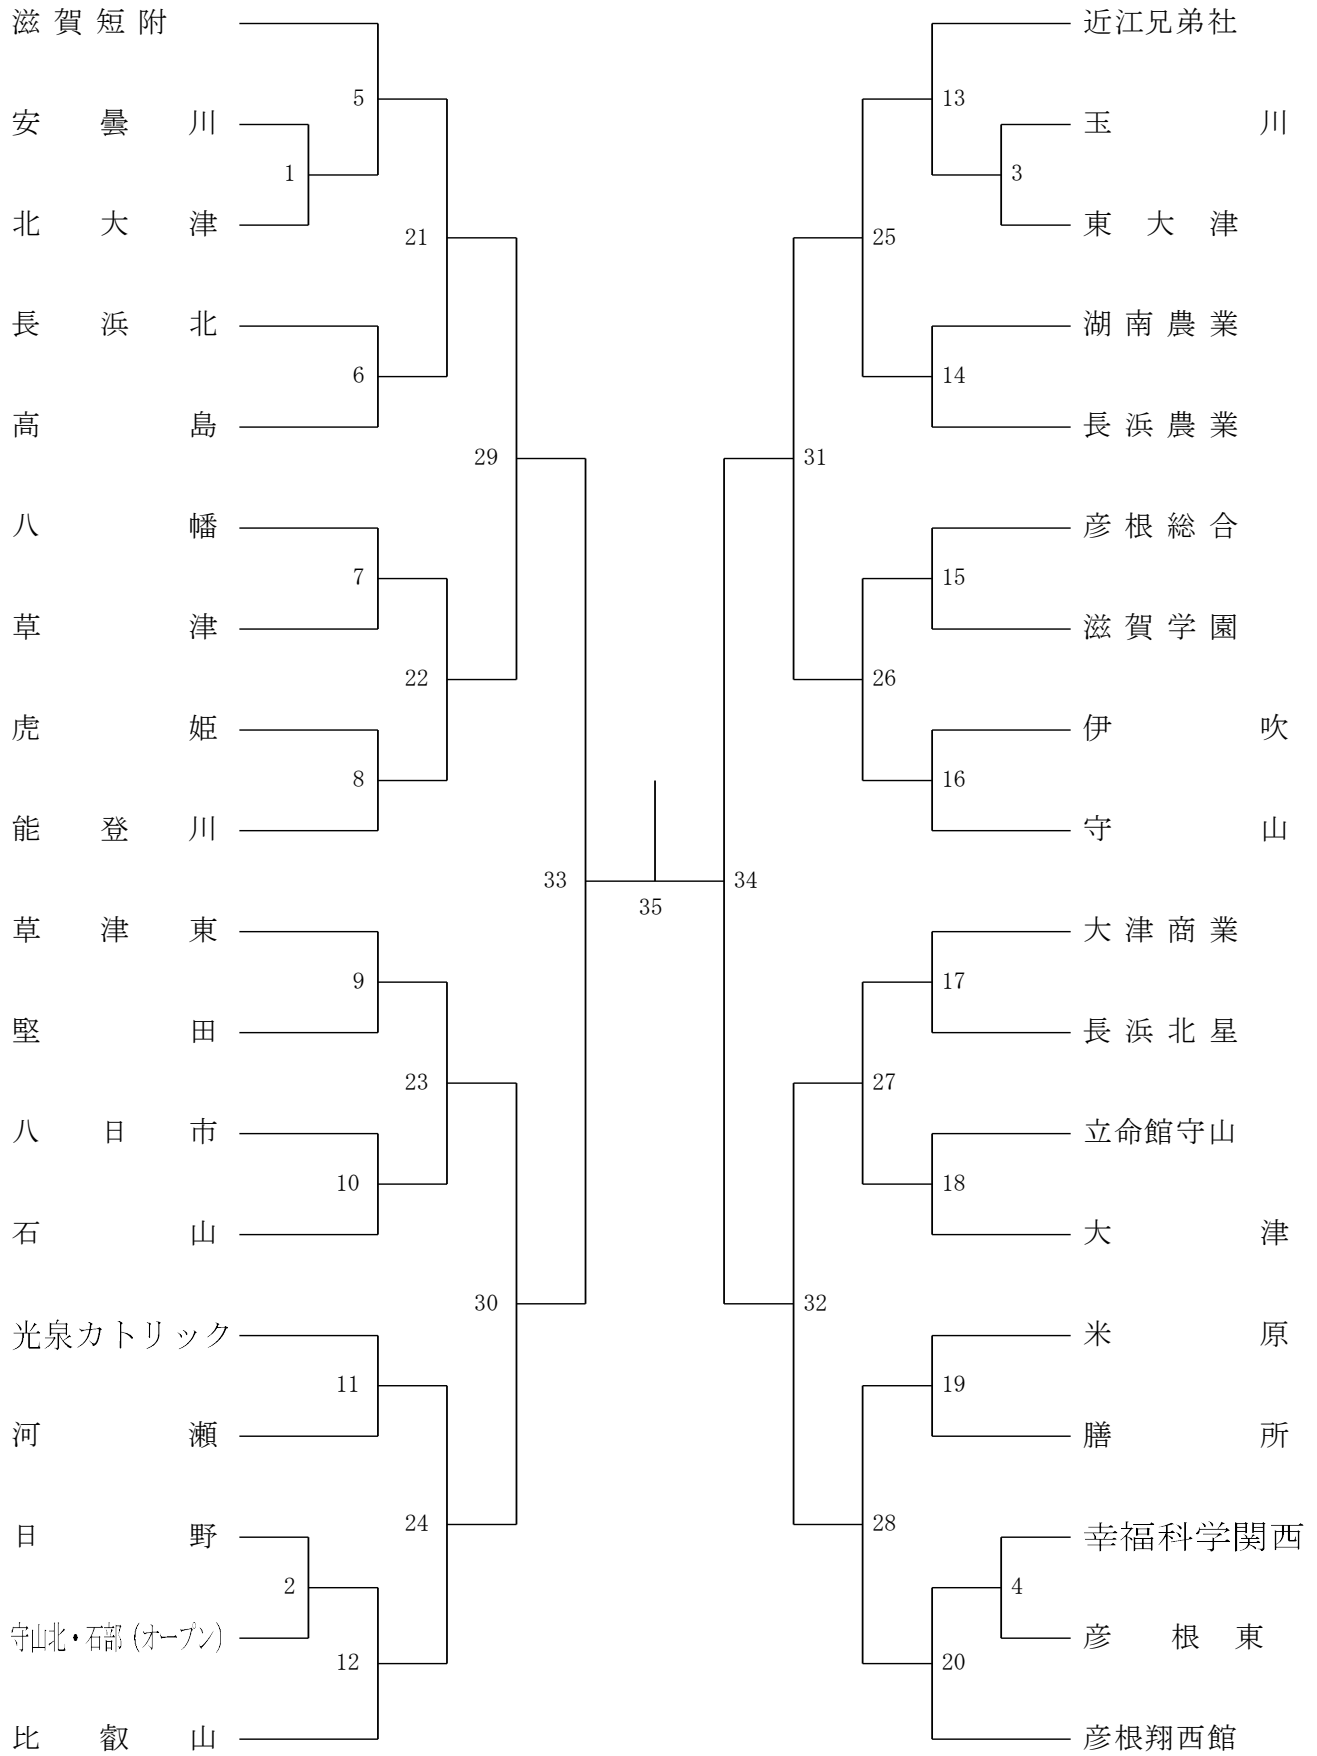 滋賀短附
5
安曇川
1
北大津
21
長浜北
6
高島
29
八幡
7
草津
22
虎姫
8
能登川
33
草津東
9
堅田
23
八日市
10
石山
30
光泉カトリック
11
河瀬
24
日野
2
守山北・石部(オープン)
12
比叡山
35
近江兄弟社
13
玉川
3
東大津
25
湖南農業
14
長浜農業
31
彦根総合
15
滋賀学園
26
伊吹
16
守山
34
大津商業
17
長浜北星
27
立命館守山
18
大津
32
米原
19
膳所
28
幸福科学関西
4
彦根東
20
彦根翔西館